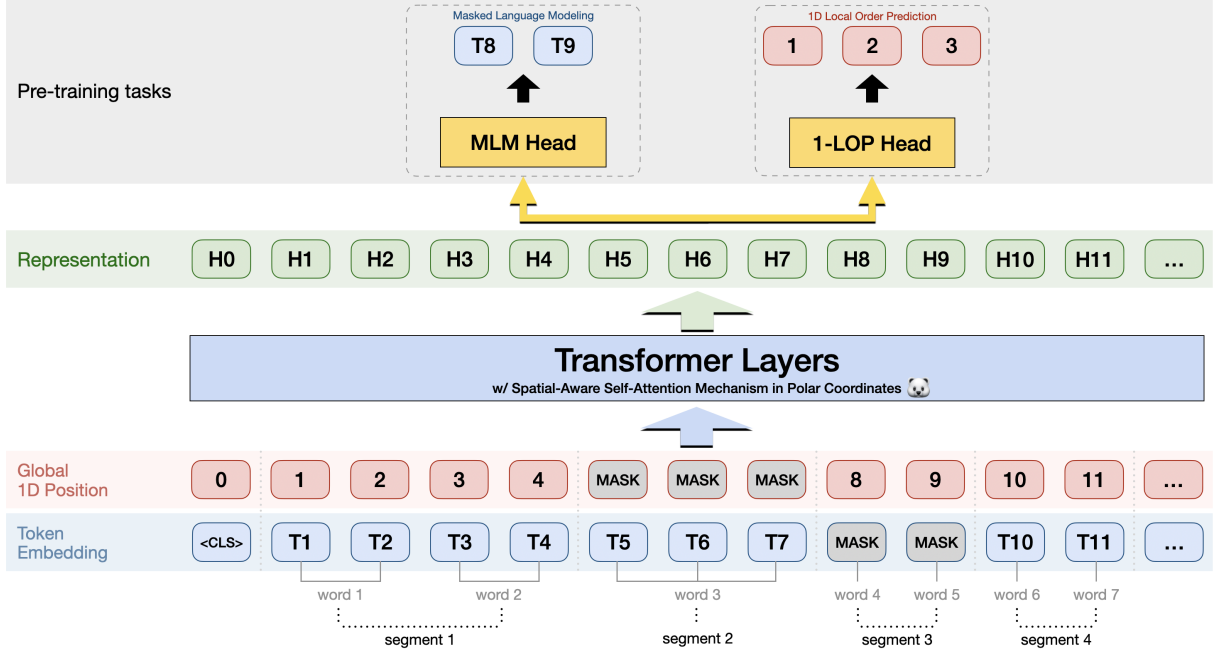 Masked Language Modeling
1D Local Order Prediction
T8 T9
1 2 3
Pre-training tasks
MLM Head
1-LOP Head
Representation
H0 H1 H2 H3 H4 H5 H6 H7 H8 H9 H10 H11 ...
Transformer Layers
w/ Spatial-Aware Self-Attention Mechanism in Polar Coordinates
Global
1D Position
0 1 2 3 4 MASK MASK MASK 8 9 10 11 ...
Token
Embedding
<CLS> T1 T2 T3 T4 T5 T6 T7 MASK MASK T10 T11 ...
word 1 word 2 word 3 word 4 word 5 word 6 word 7
segment 1 segment 2 segment 3 segment 4